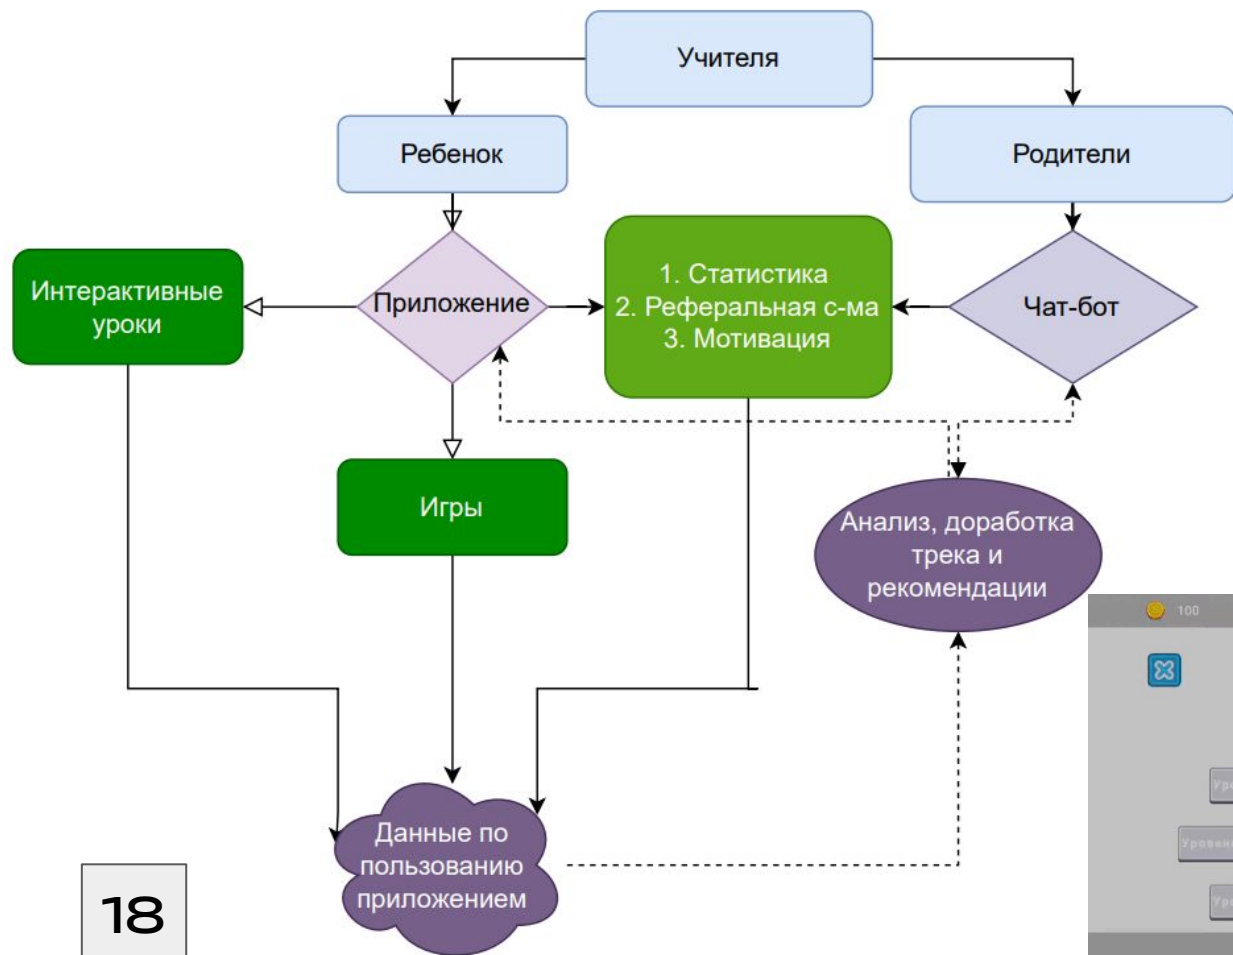 Учителя
Ребенок
Родители
Интерактивные
уроки
Приложение
1. Статистика
2. Реферальная с-ма
3. Мотивация
Чат-бот
Игры
Анализ, доработка
трека и
рекомендации
100
Данные по
пользованию
приложением
18